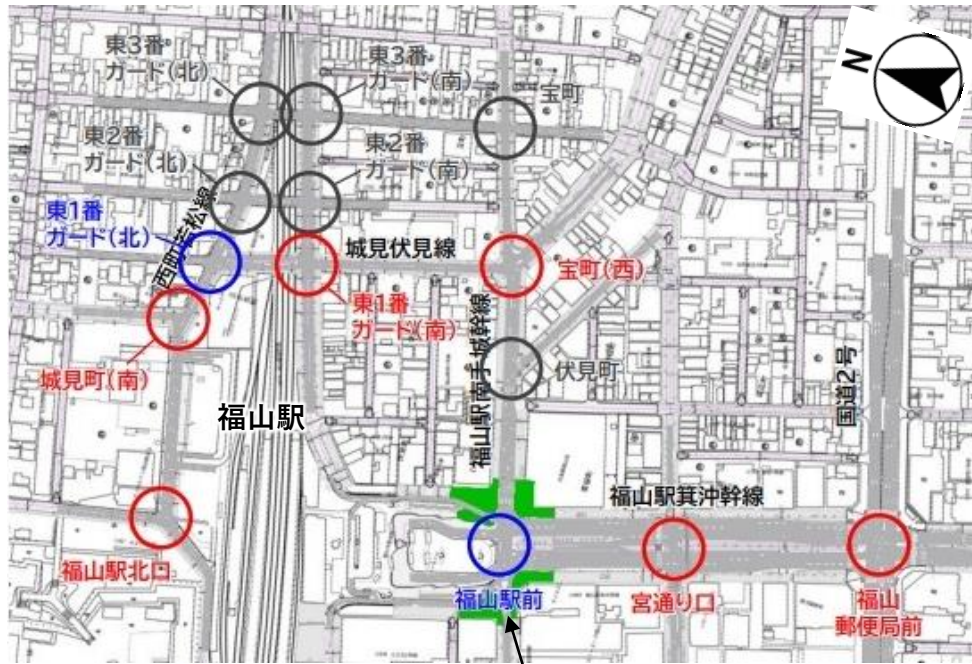 東3番
ガード(北)
東3番
ガード(南)
宝町
N
東2番
ガード(北)
東2番
ガード(南)
東1番
ガード(北)
西町若松線
城見伏見線
宝町(西)
東1番
ガード(南)
城見町(南)
伏見町
福山駅
福山駅南手城幹線
国道2号
福山駅箕沖幹線
福山駅北口
福山駅前
宮通り口
福山
郵便局前